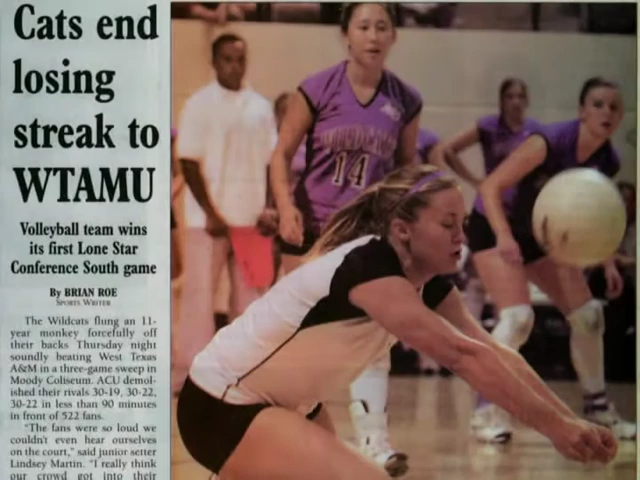 Cats end
losing
streak to
WTAMU
Volleyball team wins
its first Lone Star
Conference South game
By BRIAN ROE
SPORTS WRITER
The Wildcats flung an 11-
year monkey forcefully off
their backs Thursday night
soundly beating West Texas
A&M in a three-game sweep in
Moody Coliseum. ACU demol-
ished their rivals 30-19, 30-22,
30-22 in less than 90 minutes
in front of 522 fans.
"The fans were so loud we
couldn't even hear ourselves
on the court," said junior setter
Lindsey Martin. "I really think
our crowd got into their
WILDCATS
14